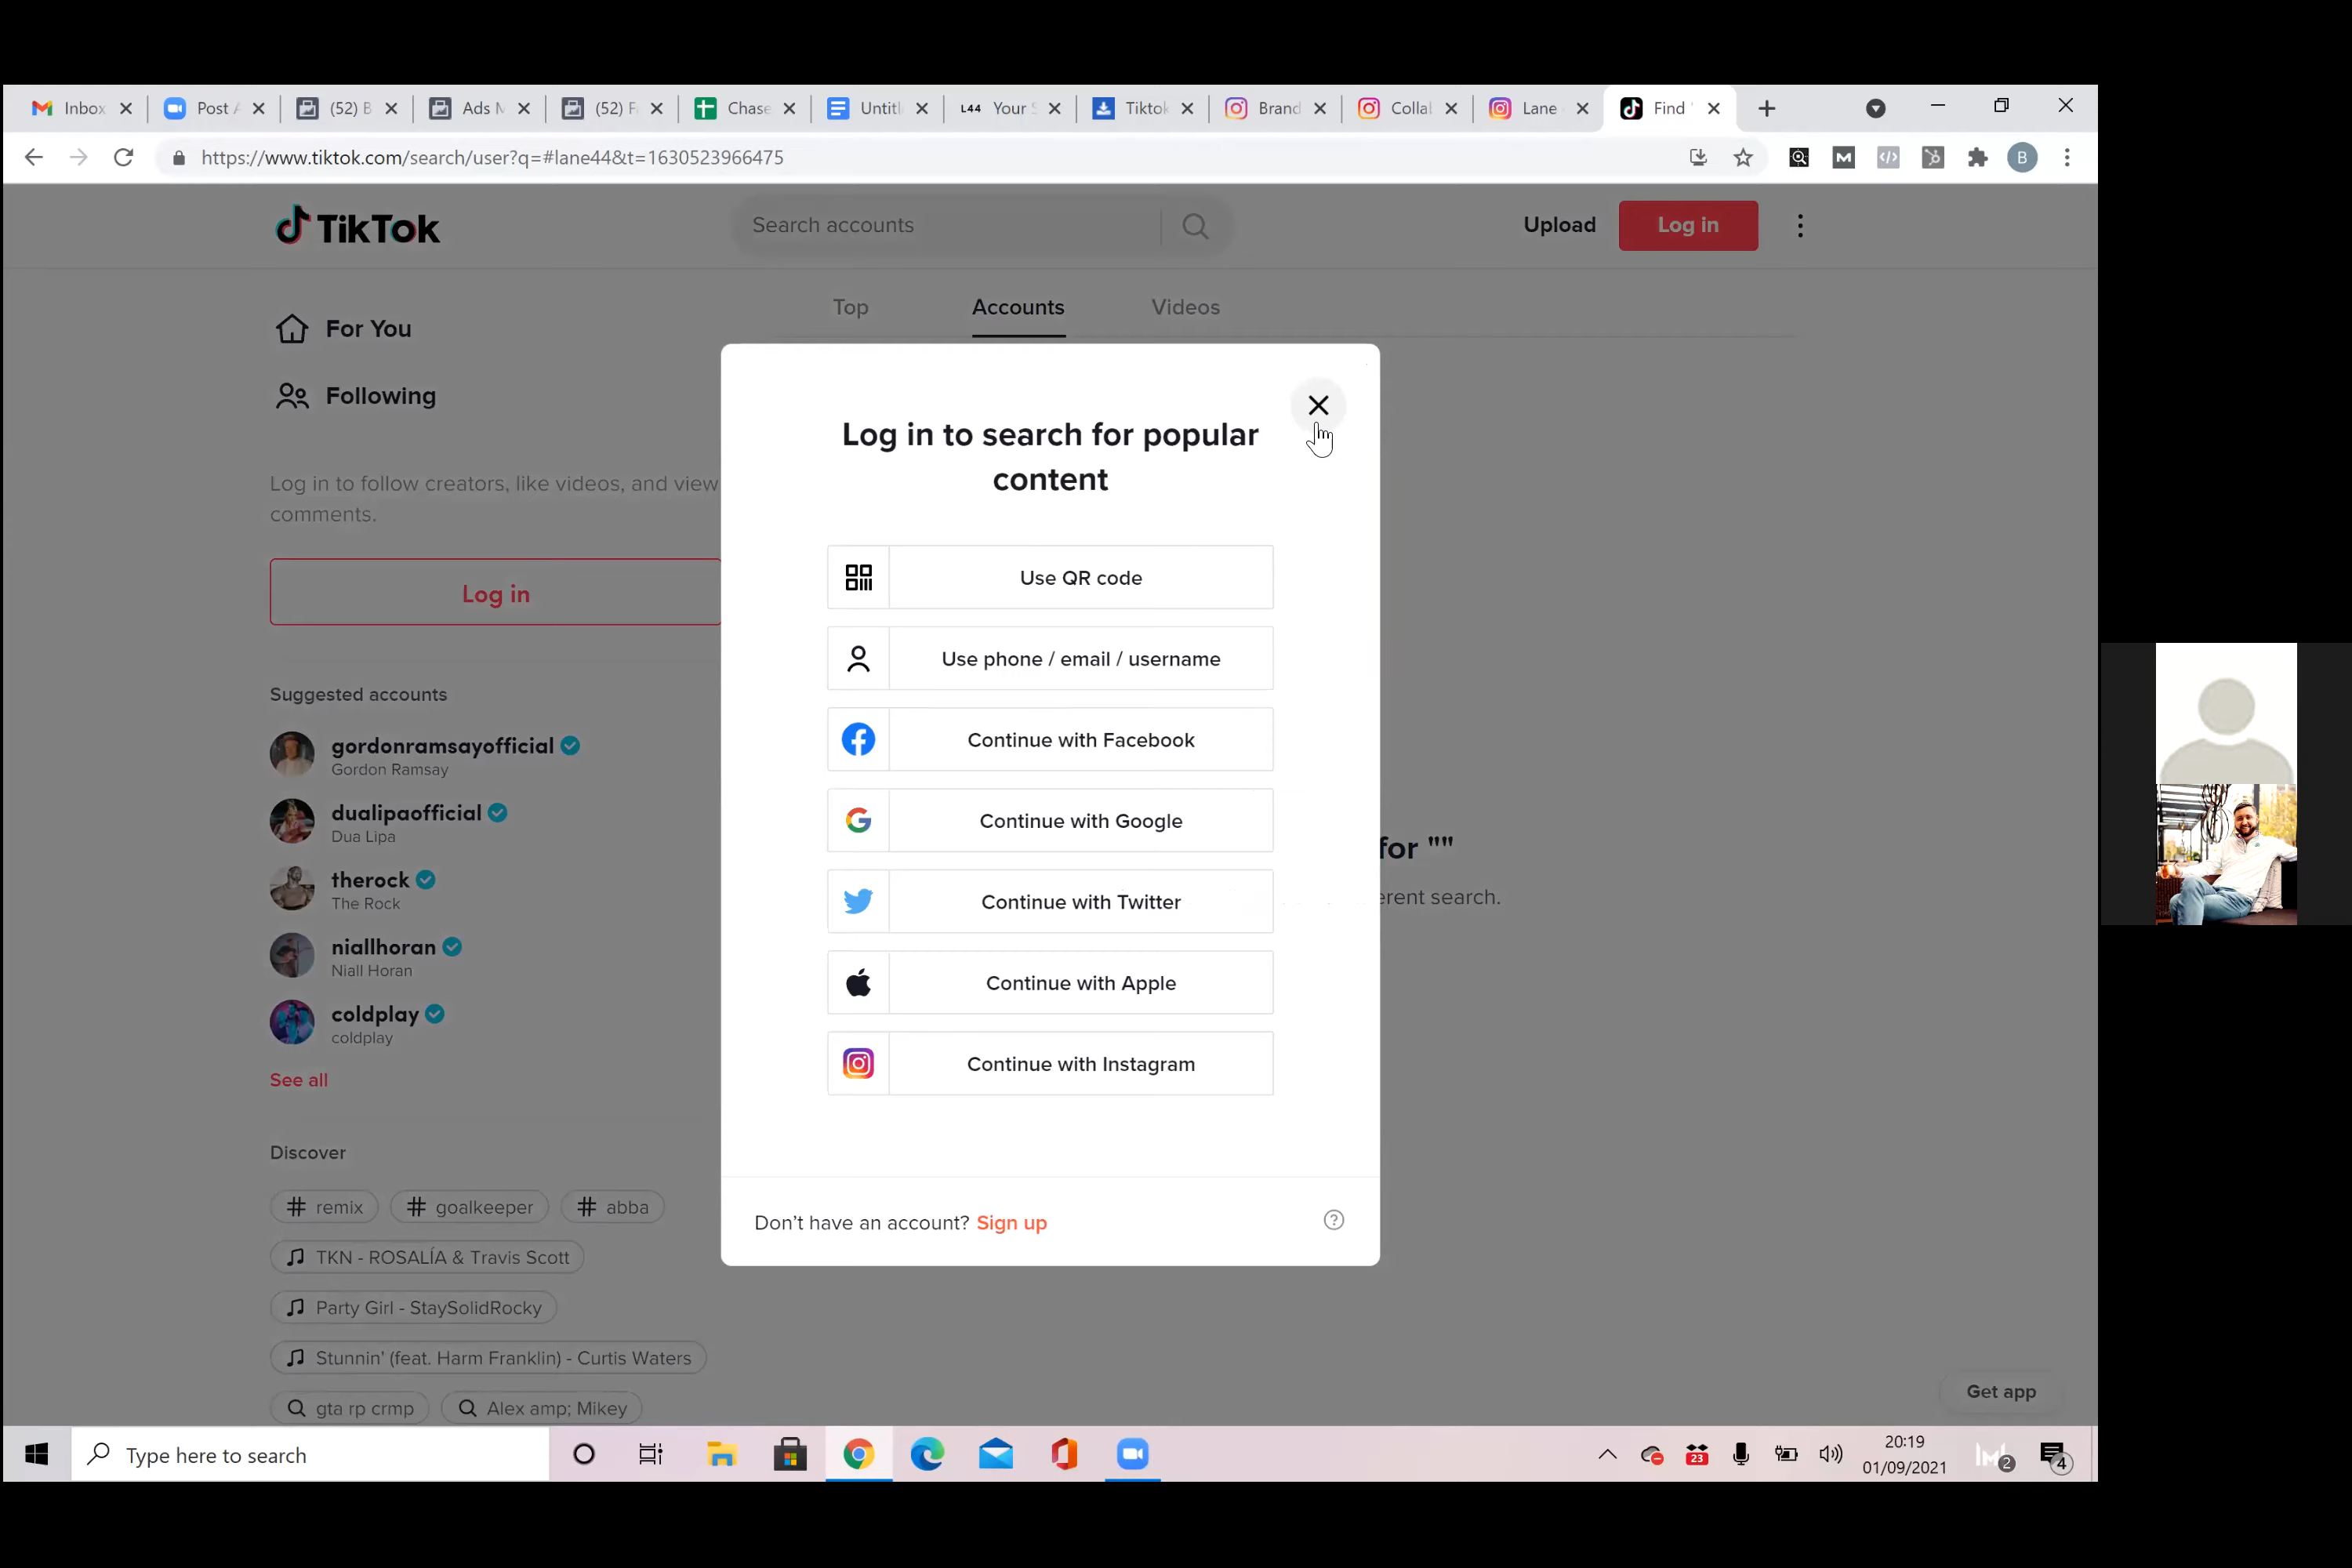 Inbox
Post A
(52) B
Ads M
(52) F
Chase
Untitl
L44 Your S
Tiktok
Brand
Collab
Lane
Find
https://www.tiktok.com/search/user?q=#lane44&t=1630523966475
B
TikTok
Search accounts
Upload
Log in
Top
Accounts
Videos
For You
Following
Log in to follow creators, like videos, and view
comments.
Log in
Suggested accounts
gordonramsayofficial
Gordon Ramsay
dualipaofficial
Dua Lipa
therock
The Rock
niallhoran
Niall Horan
coldplay
coldplay
See all
Discover
# remix
# goalkeeper
# abba
TKN - ROSALÍA & Travis Scott
Party Girl - StaySolidRocky
Stunnin' (feat. Harm Franklin) - Curtis Waters
gta rp crmp
Alex amp; Mikey
Log in to search for popular
content
Use QR code
Use phone / email / username
Continue with Facebook
Continue with Google
Continue with Twitter
Continue with Apple
Continue with Instagram
Don't have an account? Sign up
for ""
erent search.
Get app
Type here to search
23
20:19
01/09/2021
2
4